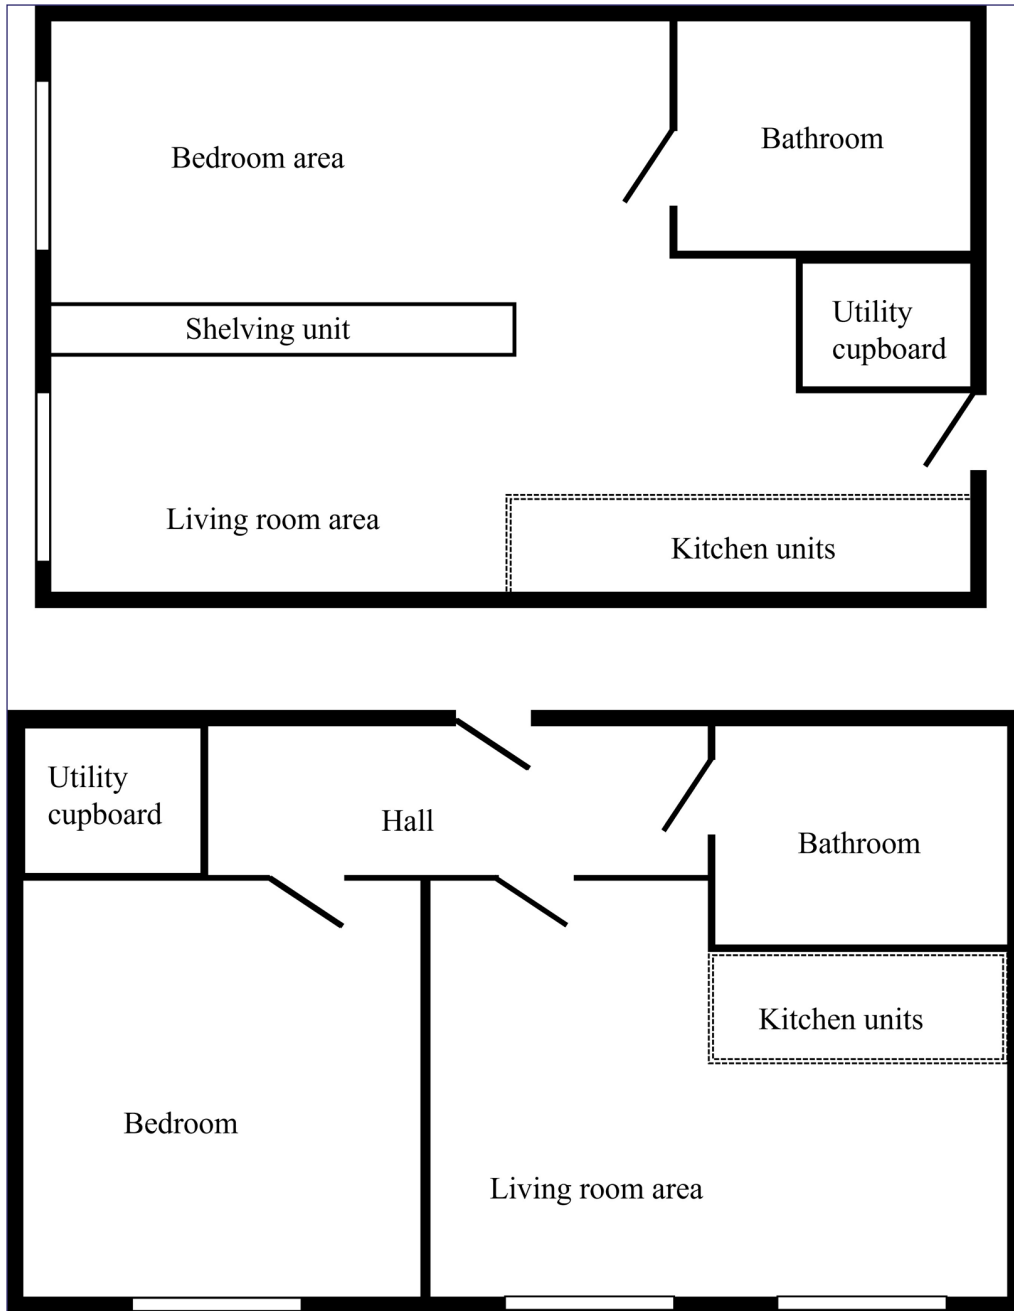 Bedroom area
Bathroom
Shelving unit
Utility
cupboard
Living room area
Kitchen units
Utility
cupboard
Hall
Bathroom
Kitchen units
Bedroom
Living room area